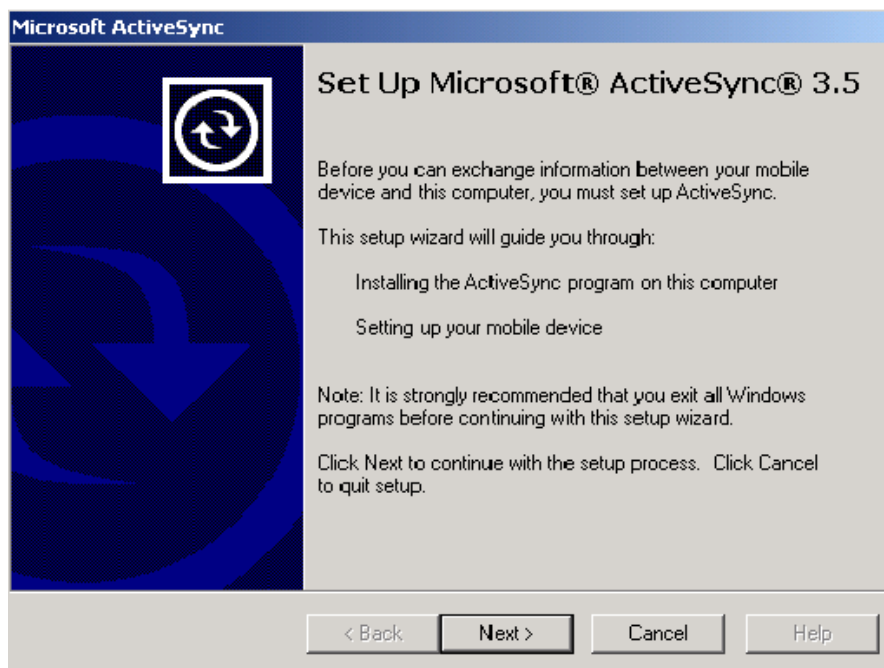 Microsoft ActiveSync
Set Up Microsoft® ActiveSync® 3.5
Before you can exchange information between your mobile
device and this computer, you must set up ActiveSync.
This setup wizard will guide you through:
Installing the ActiveSync program on this computer
Setting up your mobile device
Note: It is strongly recommended that you exit all Windows
programs before continuing with this setup wizard.
Click Next to continue with the setup process.  Click Cancel
to quit setup.
< Back Next > Cancel Help